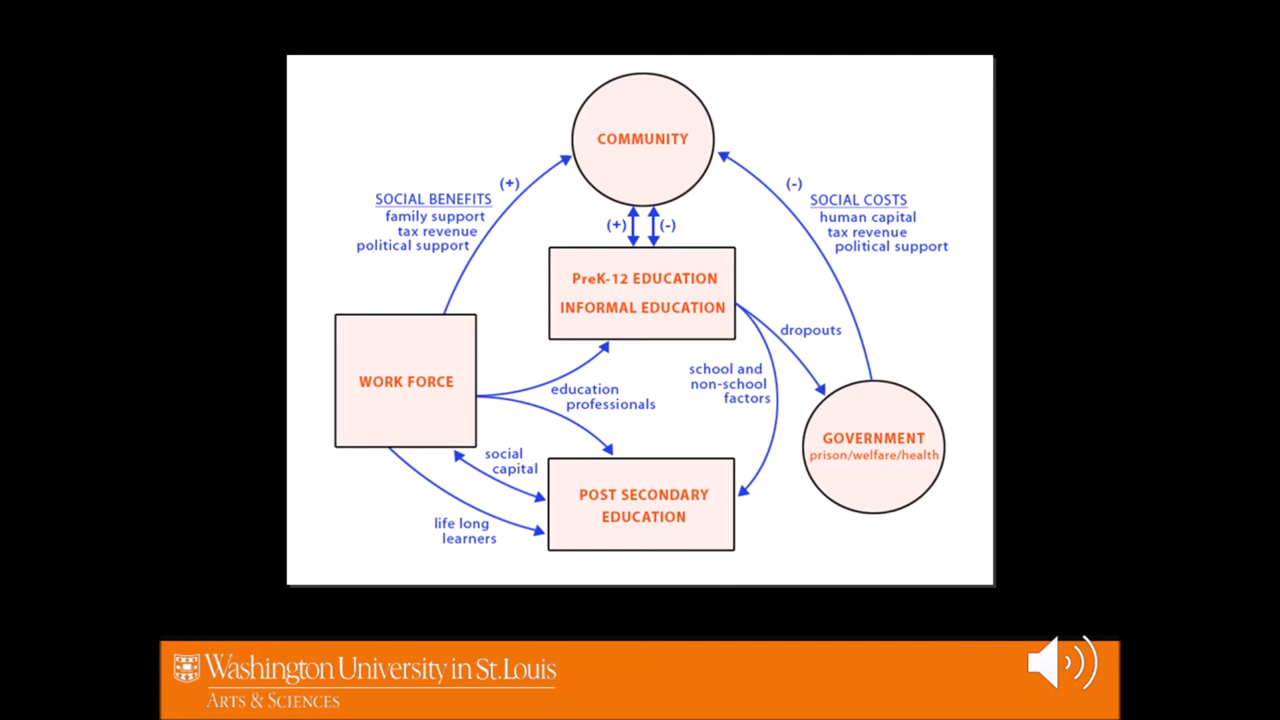 COMMUNITY
(+)
SOCIAL BENEFITS
family support
tax revenue
political support
(-)
SOCIAL COSTS
human capital
tax revenue
political support
(+)
(-)
PreK-12 EDUCATION
INFORMAL EDUCATION
dropouts
WORK FORCE
school and
non-school
factors
education
professionals
GOVERNMENT
prison/welfare/health
social
capital
POST SECONDARY
EDUCATION
life long
learners
Washington University in St. Louis
ARTS & SCIENCES